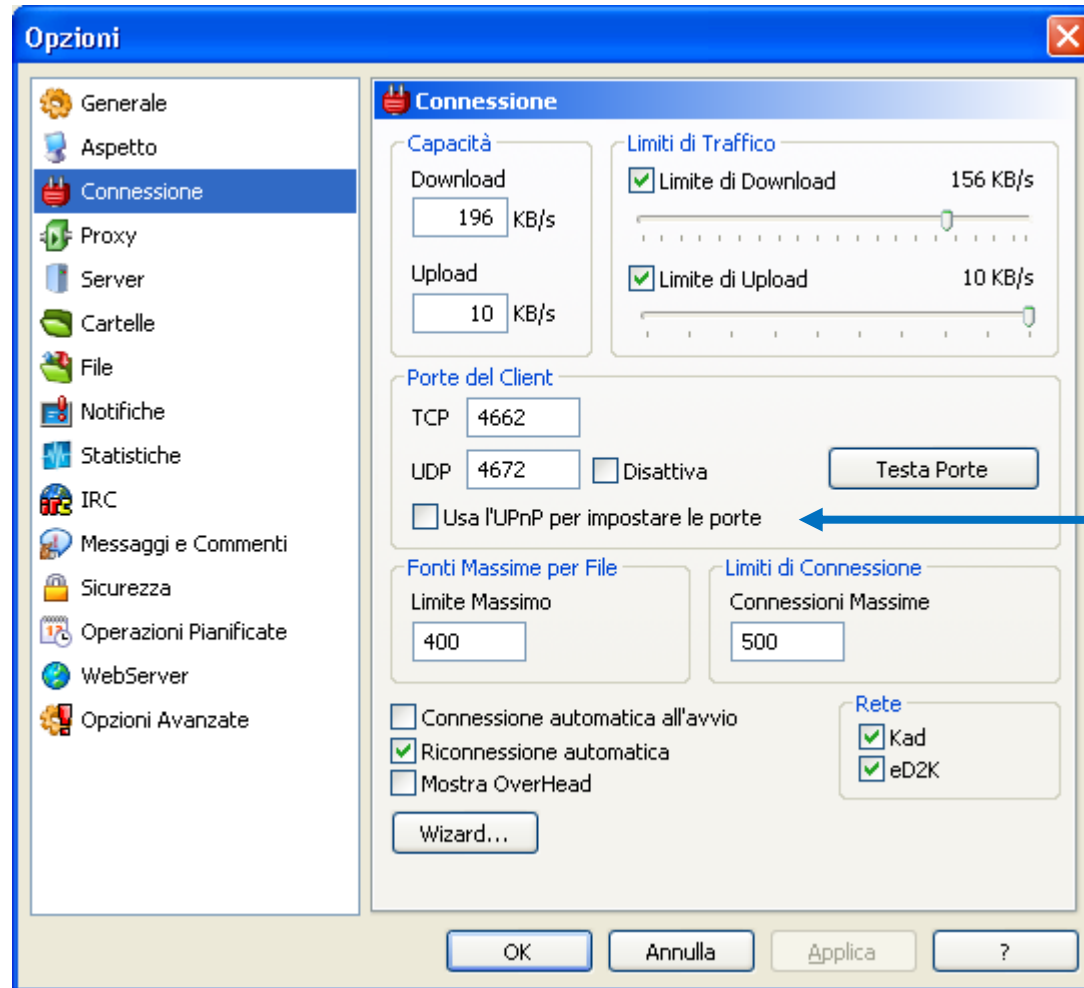 Opzioni
Generale
Aspetto
Connessione
Proxy
Server
Cartelle
File
Notifiche
Statistiche
IRC
Messaggi e Commenti
Sicurezza
Operazioni Pianificate
WebServer
Opzioni Avanzate
Connessione
Capacità
Download
196 KB/s
Upload
10 KB/s
Limiti di Traffico
Limite di Download 156 KB/s
Limite di Upload 10 KB/s
Porte del Client
TCP 4662
UDP 4672 Disattiva Testa Porte
Usa l'UPnP per impostare le porte
Fonti Massime per File
Limite Massimo
400
Limiti di Connessione
Connessioni Massime
500
Connessione automatica all'avvio
Riconnessione automatica
Mostra OverHead
Rete
Kad
eD2K
Wizard...
OK Annulla Applica ?